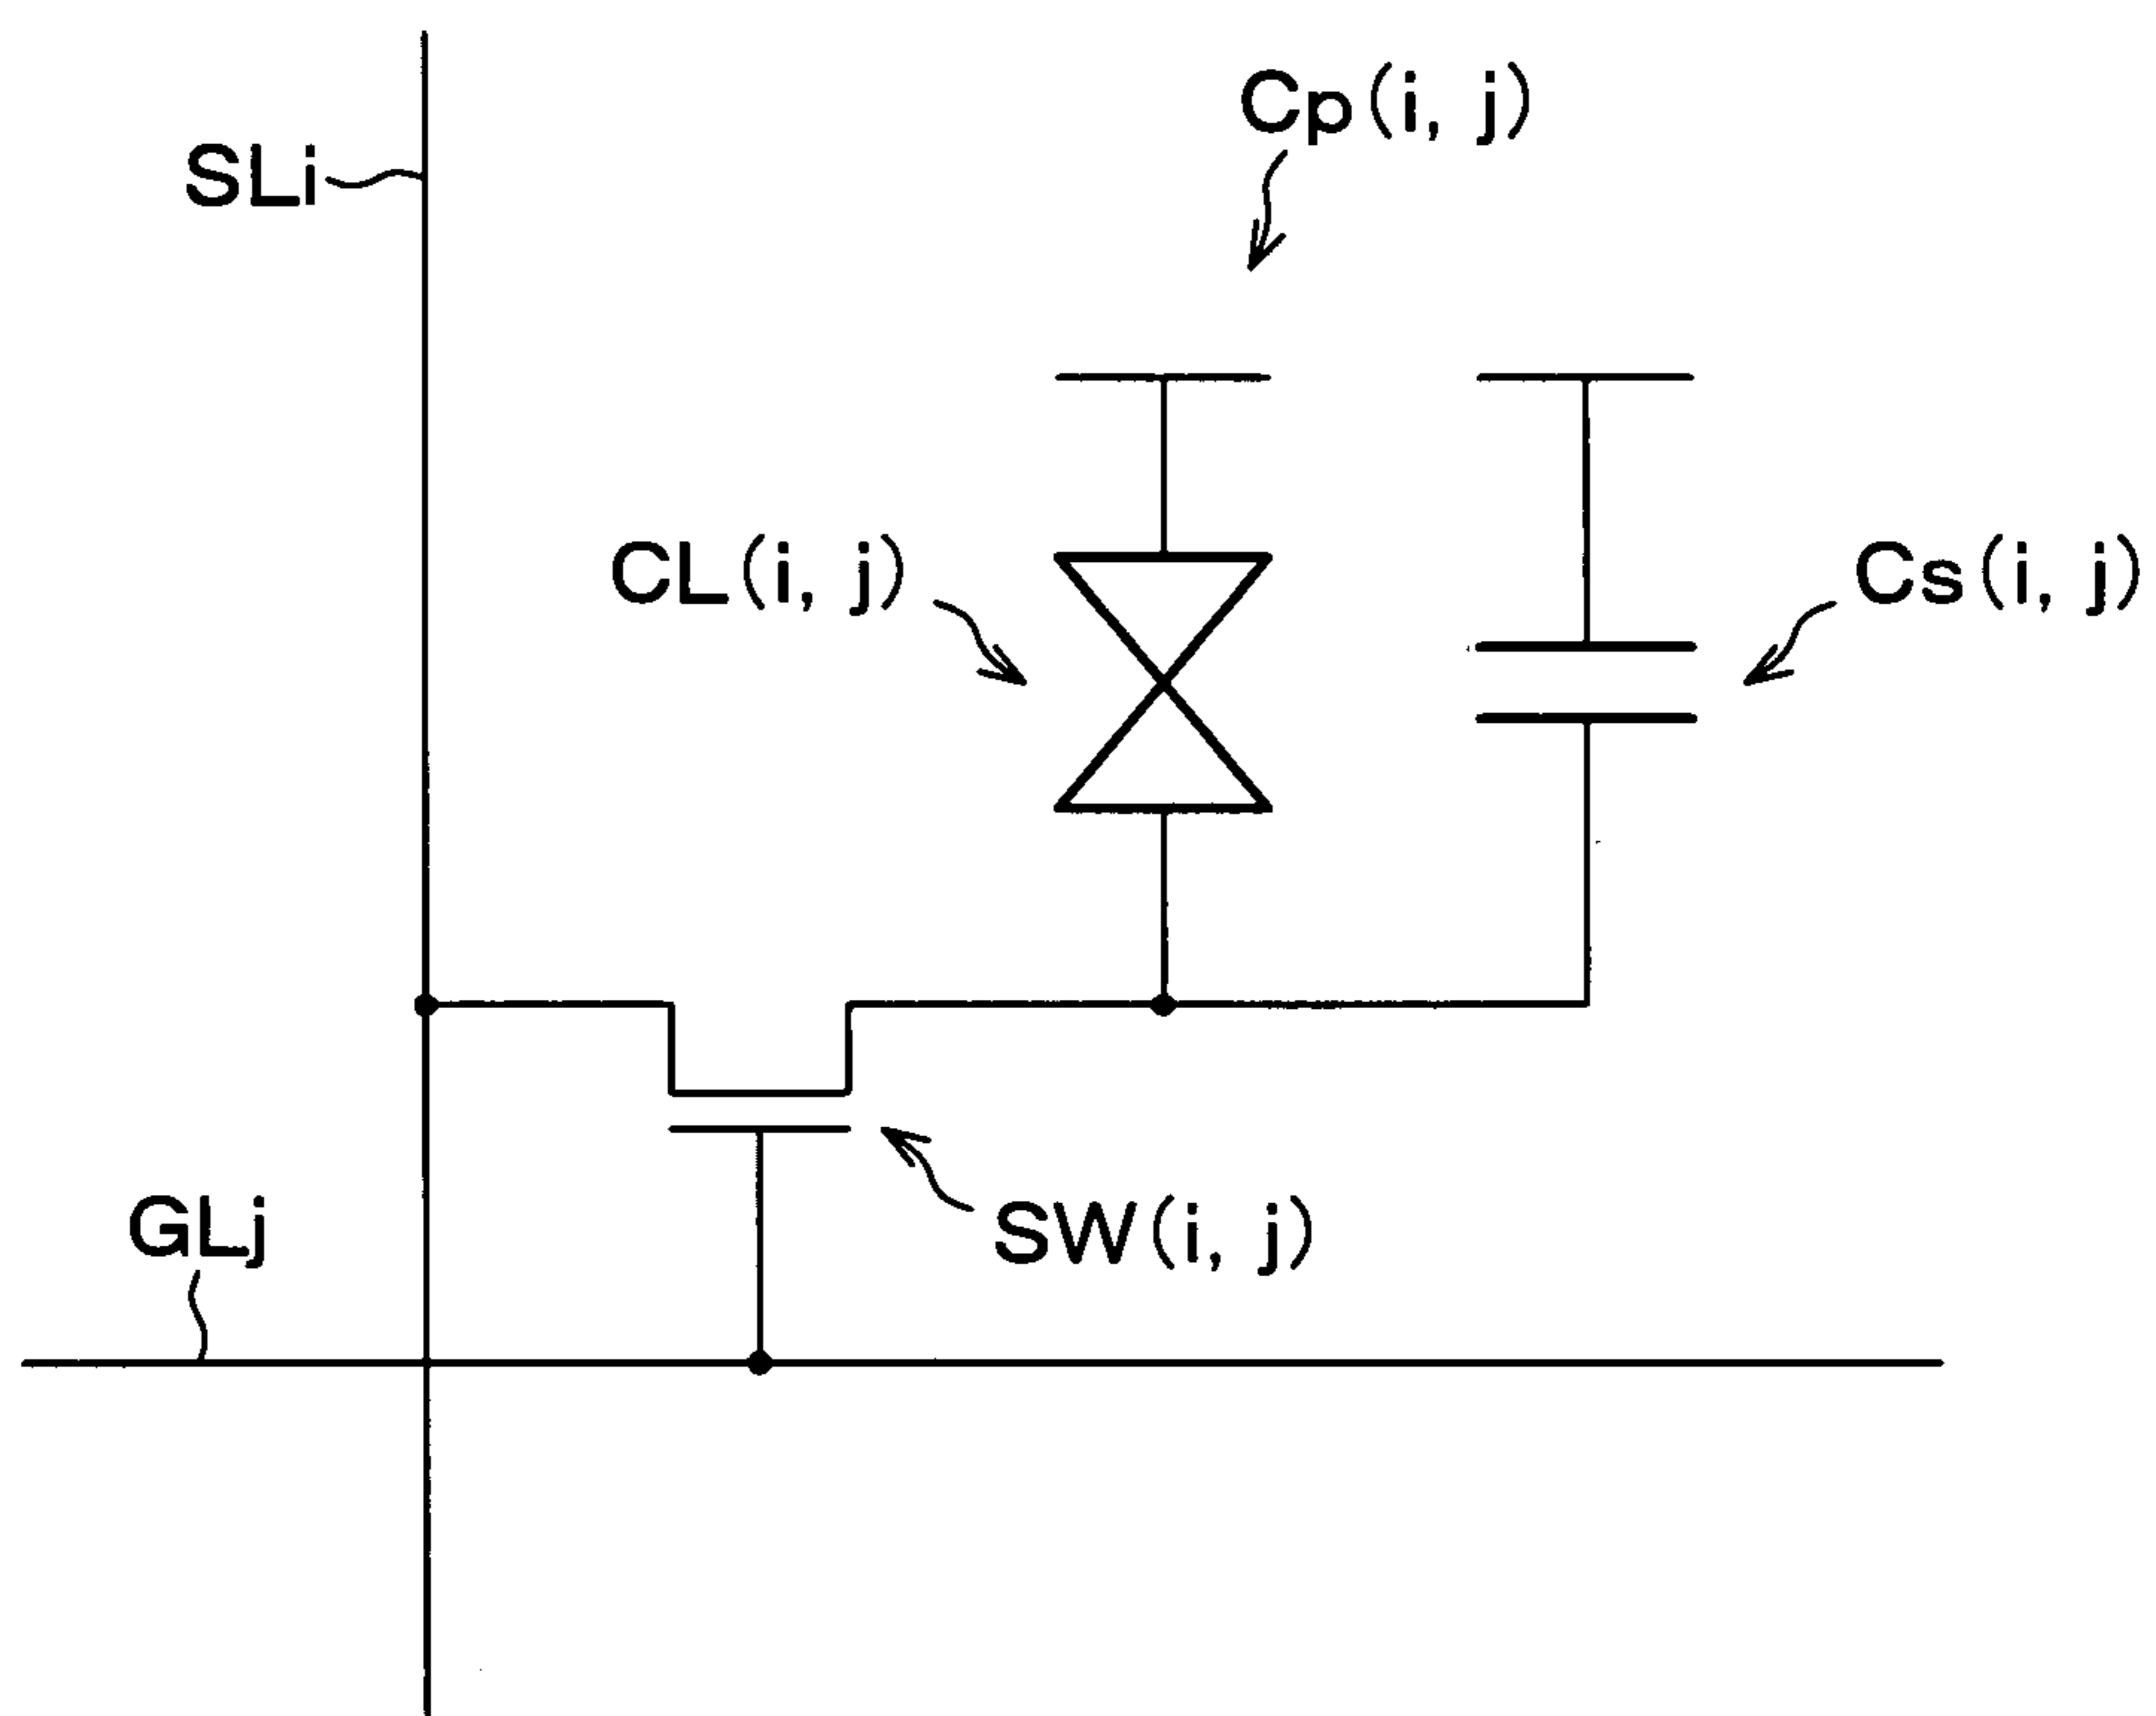 Cp(i, j)
SLi
CL(i, j)
Cs(i, j)
SW(i, j)
GLj